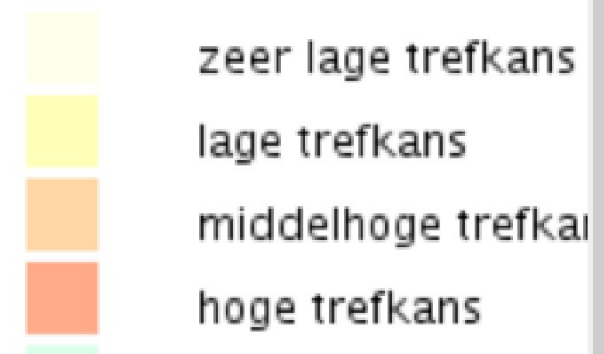 zeer lage trefkans
lage trefkans
middelhoge trefka
hoge trefkans